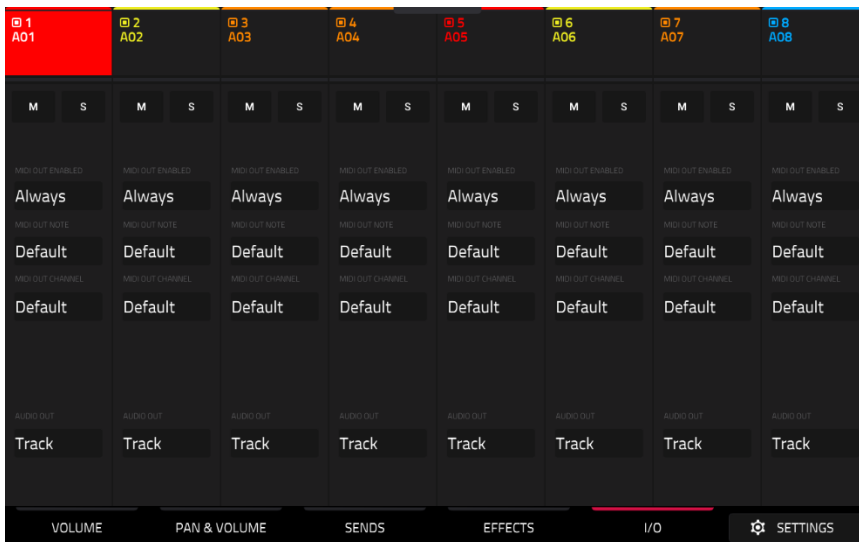 1 2 3 4 5 6 7 8
A01 A02 A03 A04 A05 A06 A07 A08
M S M S M S M S M S M S M S M S
MIDI OUT ENABLED MIDI OUT ENABLED MIDI OUT ENABLED MIDI OUT ENABLED MIDI OUT ENABLED MIDI OUT ENABLED MIDI OUT ENABLED MIDI OUT ENABLED
Always Always Always Always Always Always Always Always
MIDI OUT NOTE MIDI OUT NOTE MIDI OUT NOTE MIDI OUT NOTE MIDI OUT NOTE MIDI OUT NOTE MIDI OUT NOTE MIDI OUT NOTE
Default Default Default Default Default Default Default Default
MIDI OUT CHANNEL MIDI OUT CHANNEL MIDI OUT CHANNEL MIDI OUT CHANNEL MIDI OUT CHANNEL MIDI OUT CHANNEL MIDI OUT CHANNEL MIDI OUT CHANNEL
Default Default Default Default Default Default Default Default
AUDIO OUT AUDIO OUT AUDIO OUT AUDIO OUT AUDIO OUT AUDIO OUT AUDIO OUT AUDIO OUT
Track Track Track Track Track Track Track Track
VOLUME PAN & VOLUME SENDS EFFECTS I/O SETTINGS